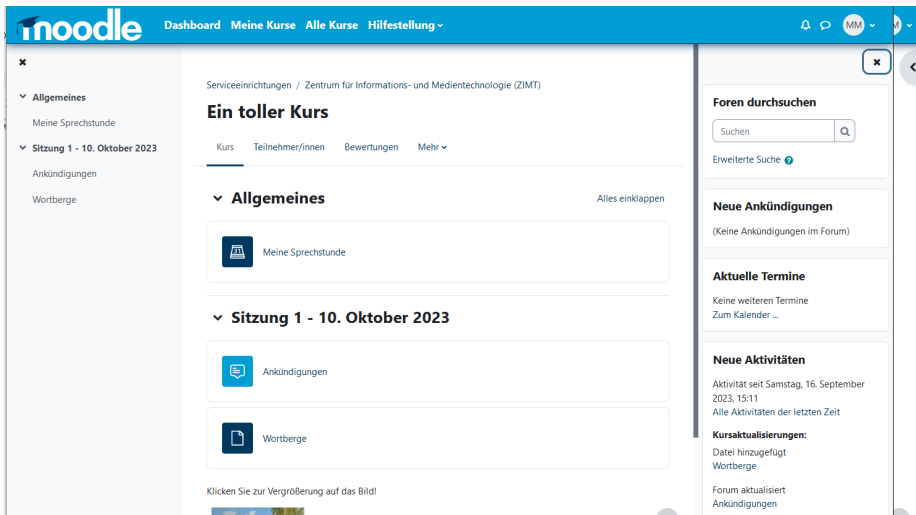 moodle Dashboard Meine Kurse Alle Kurse Hilfestellung MM
Allgemeines
Meine Sprechstunde
Sitzung 1 - 10. Oktober 2023
Ankündigungen
Wortberge
Serviceeinrichtungen / Zentrum für Informations- und Medientechnologie (ZIMT)
Ein toller Kurs
Kurs Teilnehmer/innen Bewertungen Mehr
Allgemeines Alles einklappen
Meine Sprechstunde
Sitzung 1 - 10. Oktober 2023
Ankündigungen
Wortberge
Klicken Sie zur Vergrößerung auf das Bild!
Foren durchsuchen
Suchen
Erweiterte Suche
Neue Ankündigungen
(Keine Ankündigungen im Forum)
Aktuelle Termine
Keine weiteren Termine
Zum Kalender ...
Neue Aktivitäten
Aktivität seit Samstag, 16. September
2023, 15:11
Alle Aktivitäten der letzten Zeit
Kursaktualisierungen:
Datei hinzugefügt
Wortberge
Forum aktualisiert
Ankündigungen